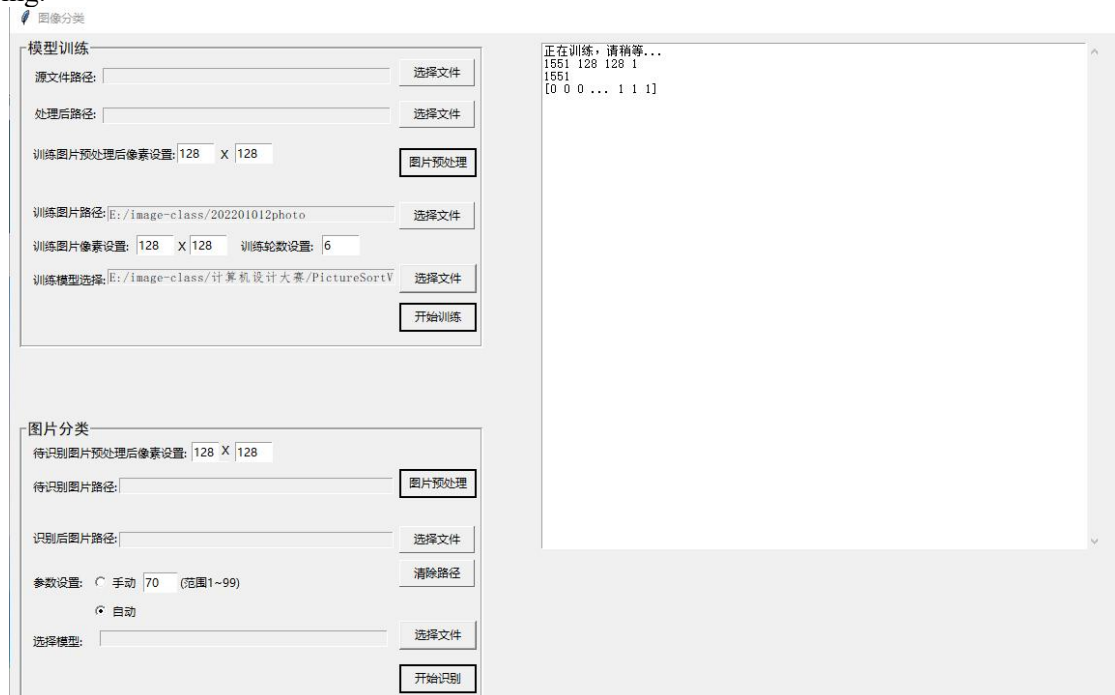 ing.
图像分类
模型训练
源文件路径: 选择文件
处理后路径: 选择文件
训练图片预处理后像素设置: 128 X 128
图片预处理
训练图片路径: E:/image-class/202201012photo 选择文件
训练图片像素设置: 128 X 128 训练轮数设置: 6
训练模型选择: E:/image-class/计算机设计大赛/PictureSortV 选择文件
开始训练
图片分类
待识别图片预处理后像素设置: 128 X 128
待识别图片路径: 图片预处理
识别后图片路径: 选择文件
清除路径
参数设置: 手动 70 (范围1~99)
自动
选择模型: 选择文件
开始识别
正在训练，请稍等...
1551 128 128 1
1551
[0 0 0 ... 1 1 1]